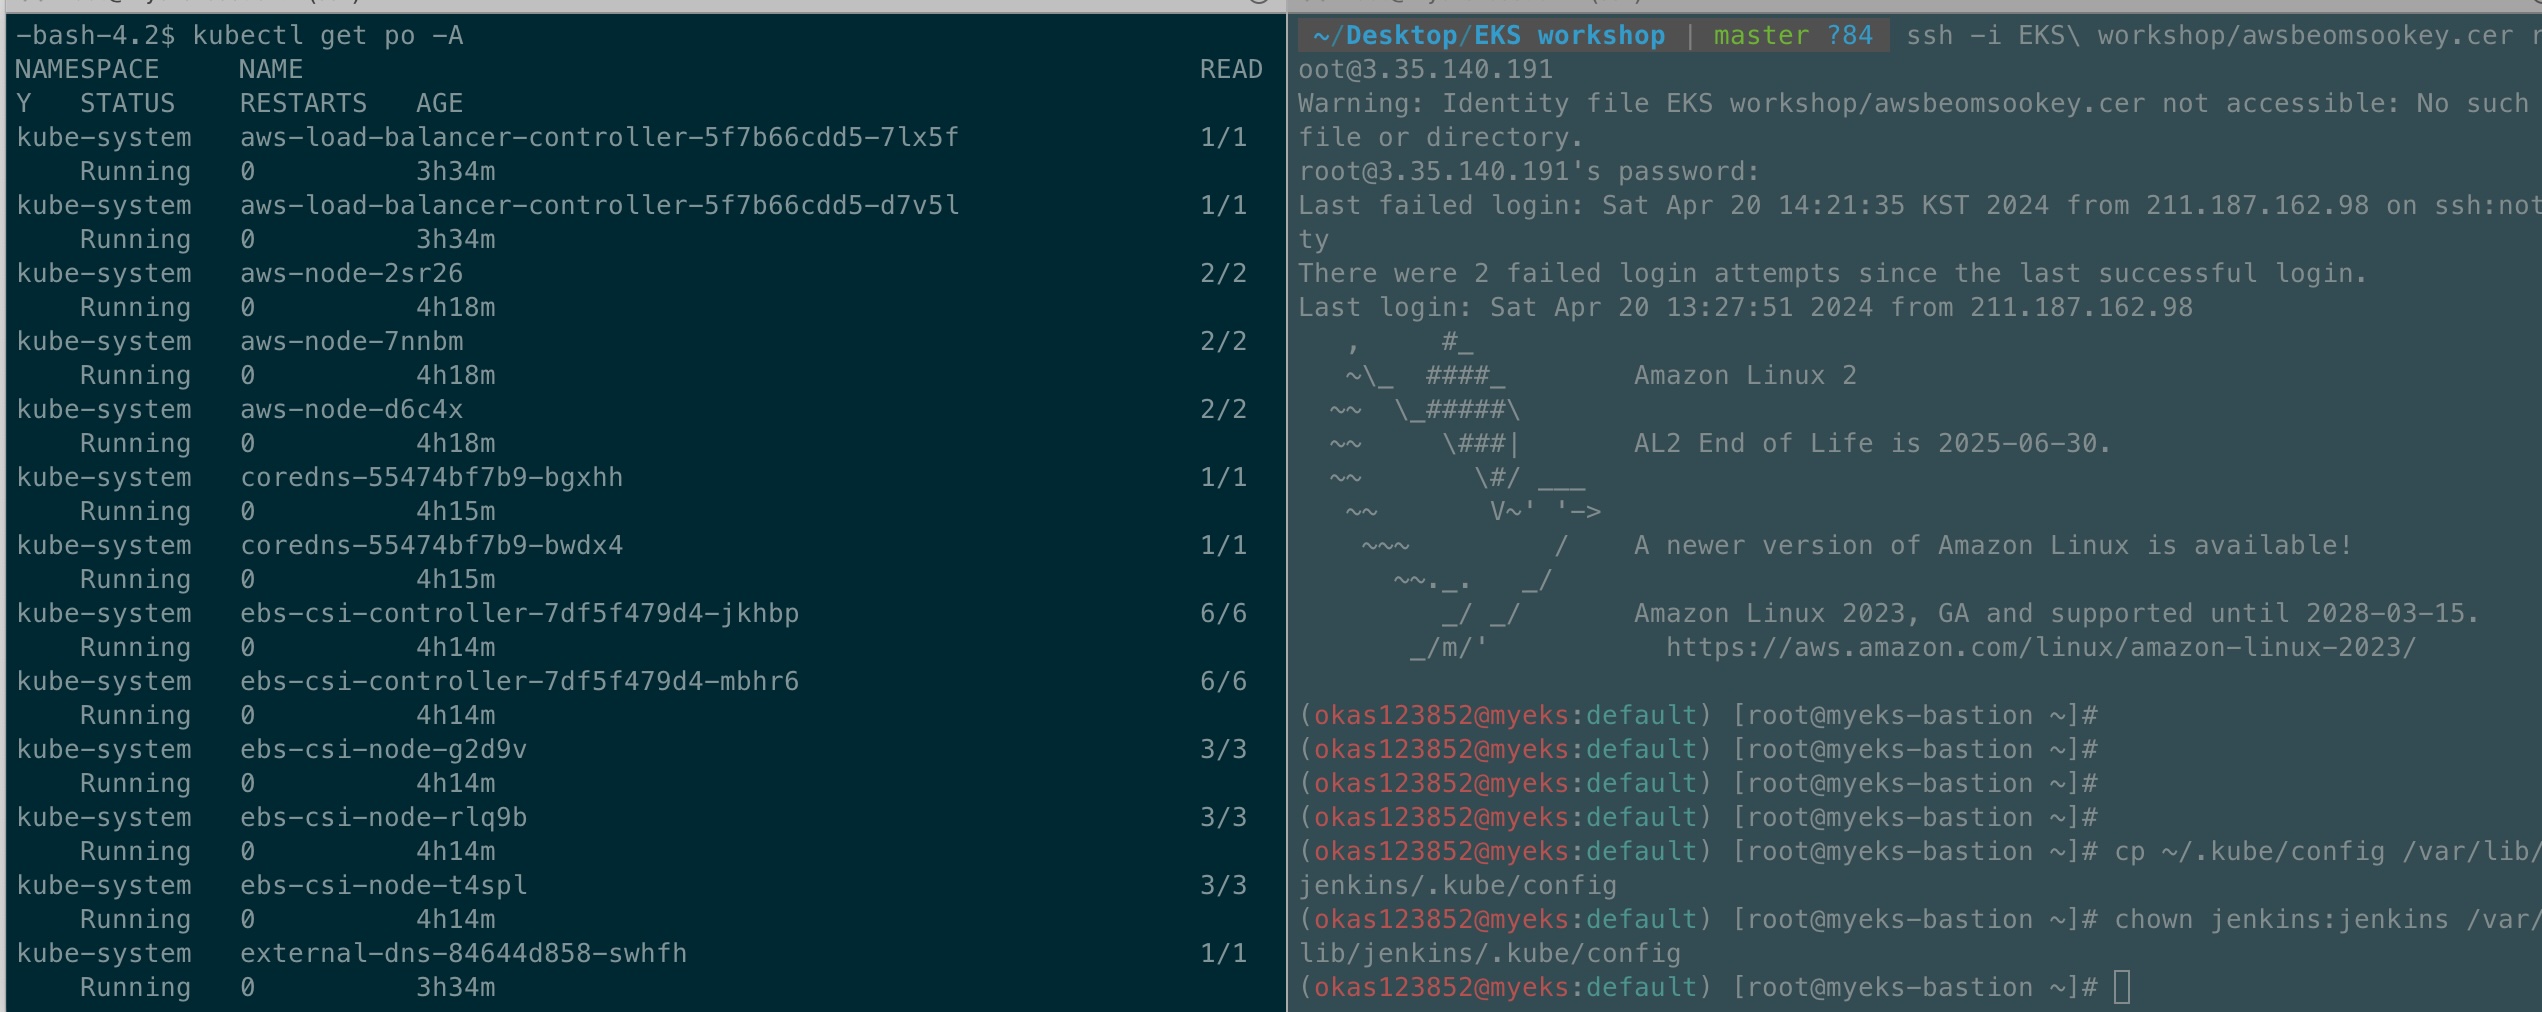 -bash-4.2$ kubectl get po -A
NAMESPACE     NAME                                                        READ
Y   STATUS    RESTARTS   AGE
kube-system   aws-load-balancer-controller-5f7b66cdd5-7lx5f               1/1
    Running   0          3h34m
kube-system   aws-load-balancer-controller-5f7b66cdd5-d7v5l               1/1
    Running   0          3h34m
kube-system   aws-node-2sr26                                              2/2
    Running   0          4h18m
kube-system   aws-node-7nnbm                                              2/2
    Running   0          4h18m
kube-system   aws-node-d6c4x                                              2/2
    Running   0          4h18m
kube-system   coredns-55474bf7b9-bgxhh                                    1/1
    Running   0          4h15m
kube-system   coredns-55474bf7b9-bwdx4                                    1/1
    Running   0          4h15m
kube-system   ebs-csi-controller-7df5f479d4-jkhbp                         6/6
    Running   0          4h14m
kube-system   ebs-csi-controller-7df5f479d4-mbhr6                         6/6
    Running   0          4h14m
kube-system   ebs-csi-node-g2d9v                                          3/3
    Running   0          4h14m
kube-system   ebs-csi-node-rlq9b                                          3/3
    Running   0          4h14m
kube-system   ebs-csi-node-t4spl                                          3/3
    Running   0          4h14m
kube-system   external-dns-84644d858-swhfh                                1/1
    Running   0          3h34m
~/Desktop/EKS workshop | master ?84  ssh -i EKS\ workshop/awsbeomsookey.cer r
oot@3.35.140.191
Warning: Identity file EKS workshop/awsbeomsookey.cer not accessible: No such
file or directory.
root@3.35.140.191's password:
Last failed login: Sat Apr 20 14:21:35 KST 2024 from 211.187.162.98 on ssh:not
ty
There were 2 failed login attempts since the last successful login.
Last login: Sat Apr 20 13:27:51 2024 from 211.187.162.98
   ,     #_
   ~\_  ####_        Amazon Linux 2
  ~~  \_#####\
  ~~     \###|       AL2 End of Life is 2025-06-30.
  ~~       \#/ ___
   ~~       V~' '->
    ~~~         /    A newer version of Amazon Linux is available!
      ~~._.   _/
         _/ _/       Amazon Linux 2023, GA and supported until 2028-03-15.
       _/m/'           https://aws.amazon.com/linux/amazon-linux-2023/
(okas123852@myeks:default) [root@myeks-bastion ~]#
(okas123852@myeks:default) [root@myeks-bastion ~]#
(okas123852@myeks:default) [root@myeks-bastion ~]#
(okas123852@myeks:default) [root@myeks-bastion ~]#
(okas123852@myeks:default) [root@myeks-bastion ~]# cp ~/.kube/config /var/lib/
jenkins/.kube/config
(okas123852@myeks:default) [root@myeks-bastion ~]# chown jenkins:jenkins /var/
lib/jenkins/.kube/config
(okas123852@myeks:default) [root@myeks-bastion ~]#